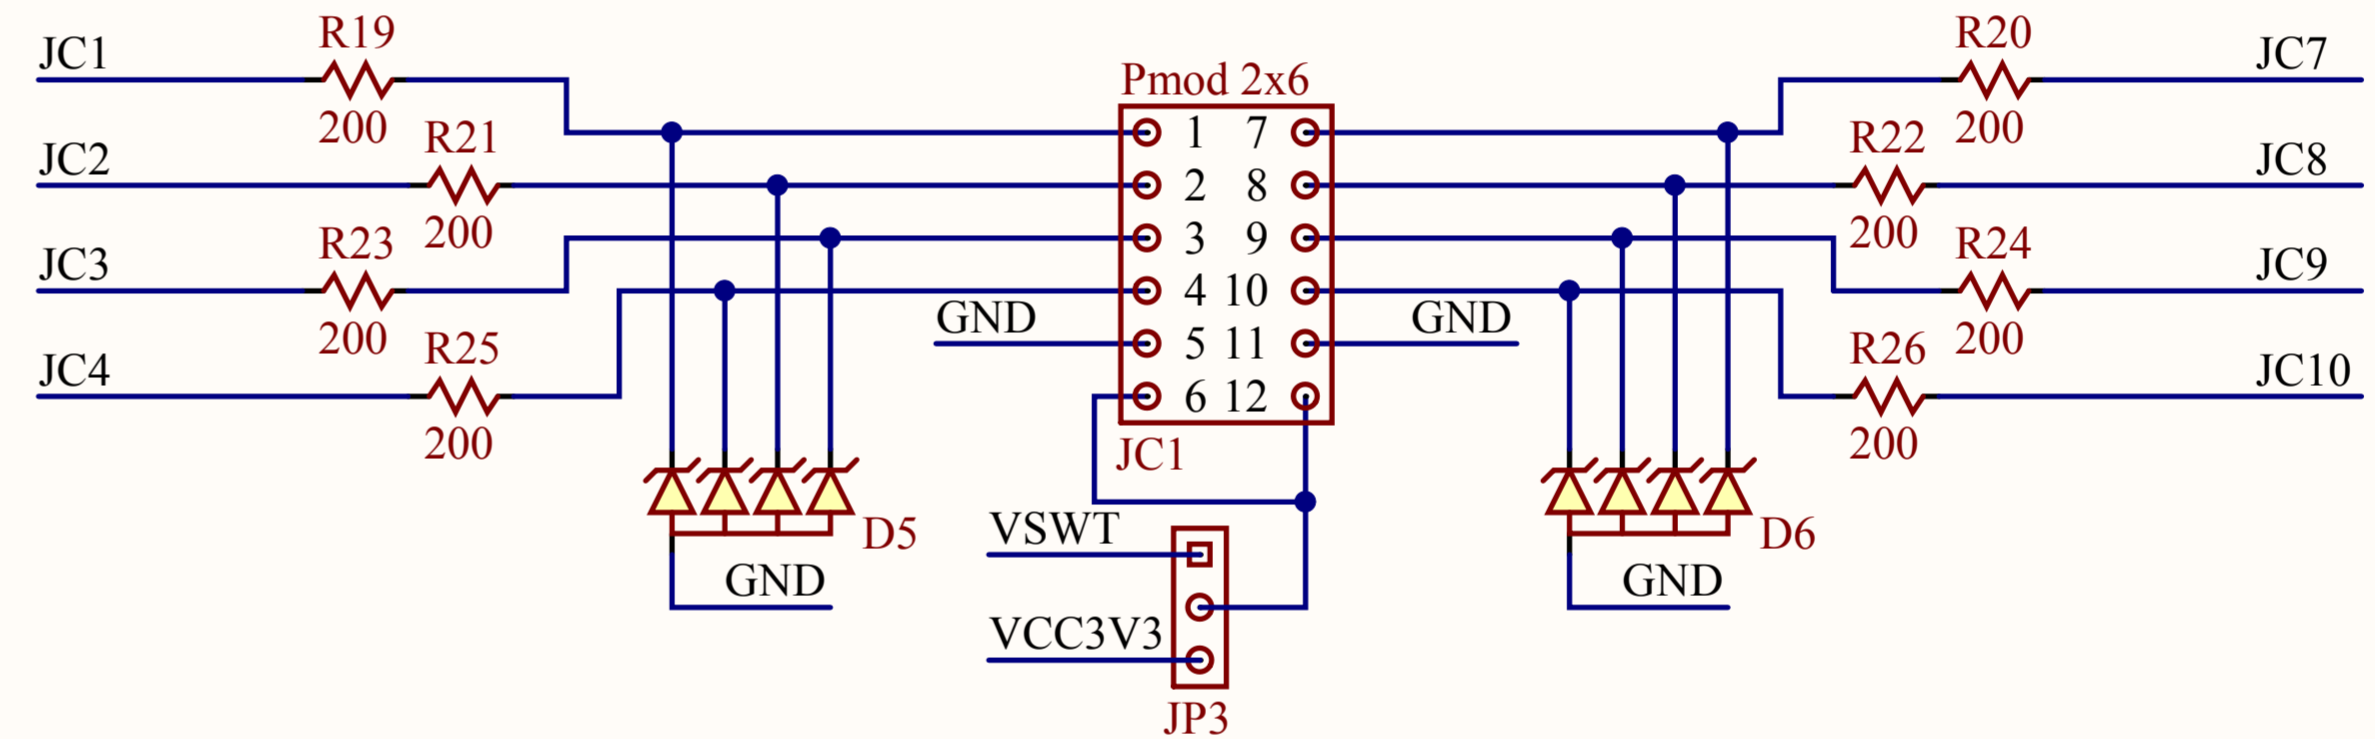 R19
R20
JC1
JC7
Pmod 2x6
200
R21
1 7
R22
200
JC2
JC8
2 8
R23
200
3 9
200
R24
JC3
JC9
4 10
GND
GND
200
R25
5 11
R26
200
JC4
JC10
6 12
200
JC1
200
VSWT
D5
D6
GND
GND
VCC3V3
JP3